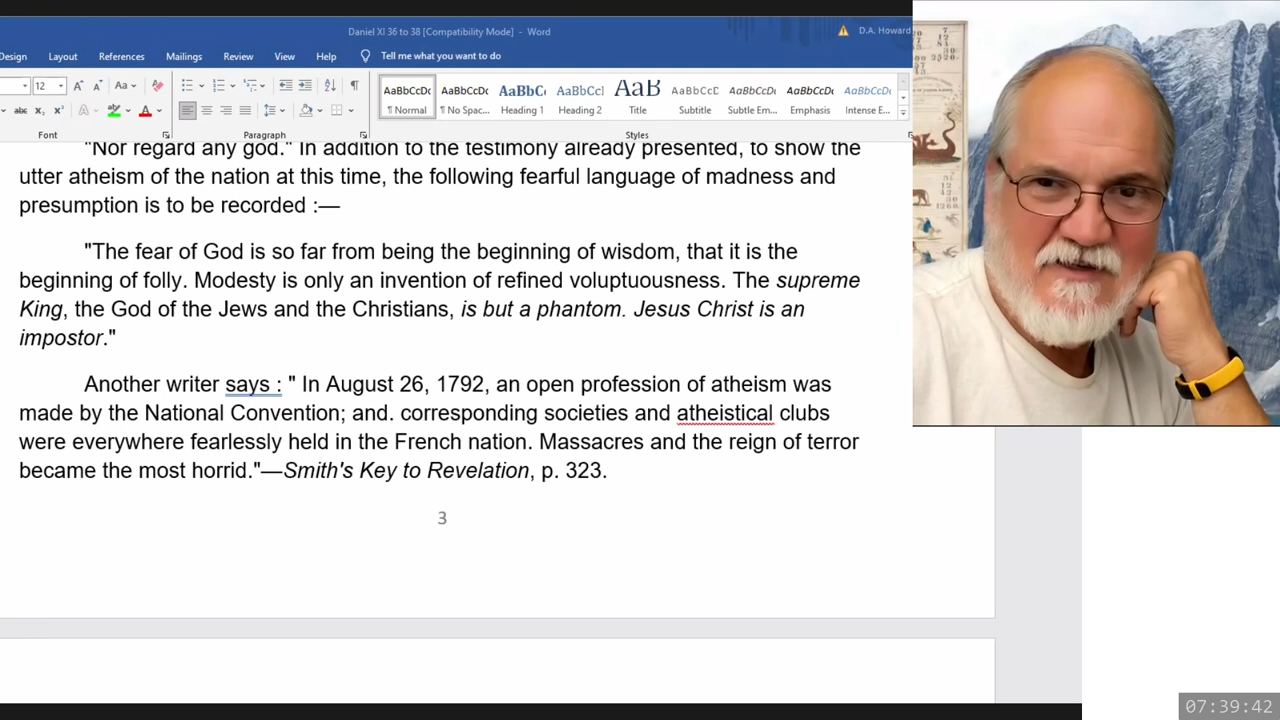 Daniel XI 36 to 38 [Compatibility Mode] - Word
D.A. Howard
Design Layout References Mailings Review View Help Tell me what you want to do
12 Aa
abc x x² A
AaBbCcDc AaBbCcDc AaBbC AaBbCcI AaB AaBbCcD AaBbCcDc AaBbCcDc AaBbCcDc
¶ Normal ¶ No Spac... Heading 1 Heading 2 Title Subtitle Subtle Em... Emphasis Intense E...
Font Paragraph Styles
"Nor regard any god." In addition to the testimony already presented, to show the
utter atheism of the nation at this time, the following fearful language of madness and
presumption is to be recorded :—
"The fear of God is so far from being the beginning of wisdom, that it is the
beginning of folly. Modesty is only an invention of refined voluptuousness. The supreme
King, the God of the Jews and the Christians, is but a phantom. Jesus Christ is an
impostor."
Another writer says : " In August 26, 1792, an open profession of atheism was
made by the National Convention; and. corresponding societies and atheistical clubs
were everywhere fearlessly held in the French nation. Massacres and the reign of terror
became the most horrid."—Smith's Key to Revelation, p. 323.
3
07:39:42